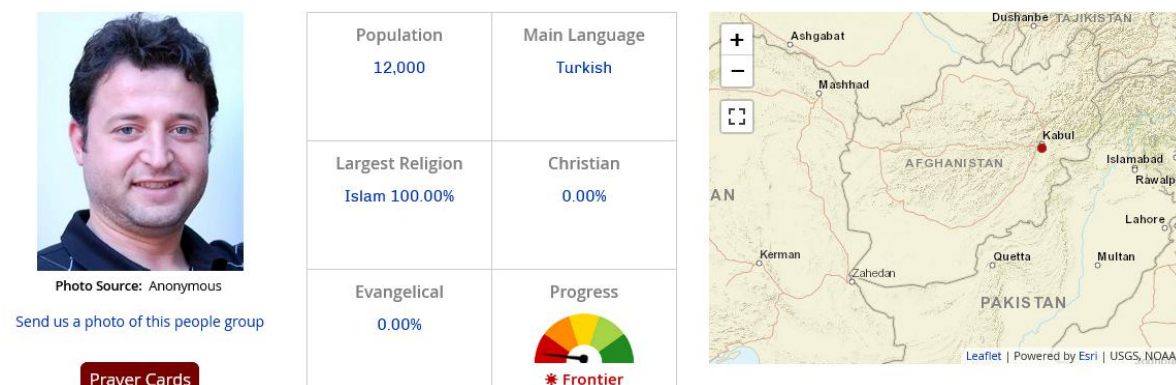 Photo Source: Anonymous
Send us a photo of this people group
Prayer Cards
Population
12,000
Main Language
Turkish
Largest Religion
Islam 100.00%
Christian
0.00%
Evangelical
0.00%
Progress
Frontier
+
−
Dushanbe
TAJIKISTAN
Ashgabat
Mashhad
Kabul
AFGHANISTAN
Islamabad
Rawalp
AN
Lahore
Kerman
Quetta
Multan
Zahedan
PAKISTAN
Leaflet | Powered by Esri | USGS, NOAA